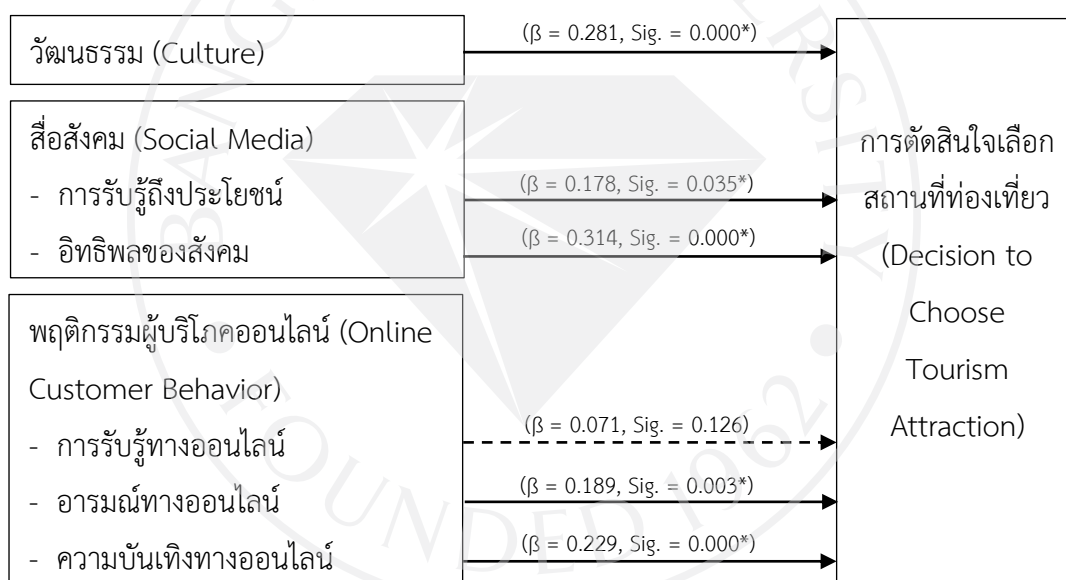 วัฒนธรรม (Culture)
(β = 0.281, Sig. = 0.000*)
สื่อสังคม (Social Media)
- การรับรู้ถึงประโยชน์
(β = 0.178, Sig. = 0.035*)
- อิทธิพลของสังคม
(β = 0.314, Sig. = 0.000*)
พฤติกรรมผู้บริโภคออนไลน์ (Online
Customer Behavior)
- การรับรู้ทางออนไลน์
(β = 0.071, Sig. = 0.126)
- อารมณ์ทางออนไลน์
(β = 0.189, Sig. = 0.003*)
- ความบันเทิงทางออนไลน์
(β = 0.229, Sig. = 0.000*)
การตัดสินใจเลือก
สถานที่ท่องเที่ยว
(Decision to
Choose
Tourism
Attraction)
BANG
ERSITY
FOUNDED 1962